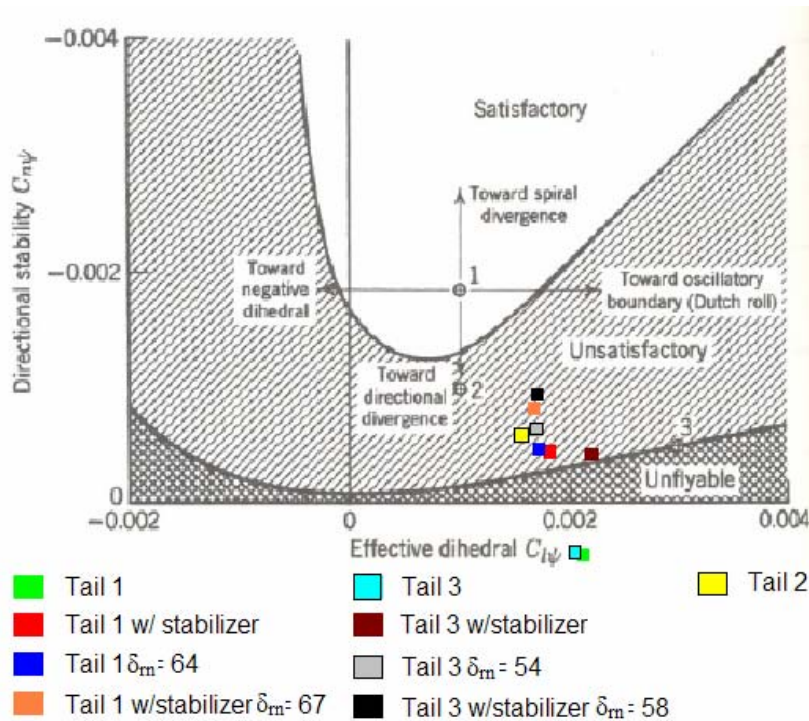 -0.004
Satisfactory
Directional stability Cnψ
Toward spiral
divergence
-0.002
Toward
negative
dihedral
1
Toward oscillatory
boundary (Dutch roll)
Unsatisfactory
Toward
directional
divergence
2
3
Unflyable
0
-0.002
0
0.002
0.004
Effective dihedral Clψ
Tail 1
Tail 3
Tail 2
Tail 1 w/ stabilizer
Tail 3 w/stabilizer
Tail 1 δrn= 64
Tail 3 δrn= 54
Tail 1 w/stabilizer δrn= 67
Tail 3 w/stabilizer δrn= 58